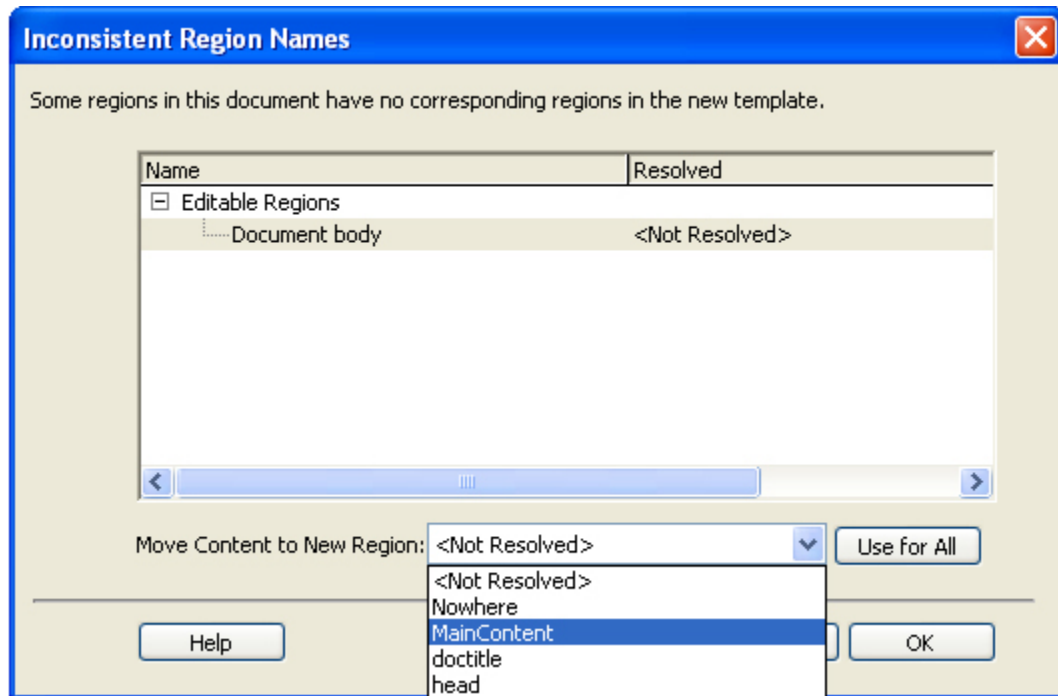 Inconsistent Region Names
Some regions in this document have no corresponding regions in the new template.
Name Resolved
Editable Regions
Document body <Not Resolved>
Move Content to New Region: <Not Resolved> Use for All
<Not Resolved>
Nowhere
MainContent
doctitle
head
Help OK